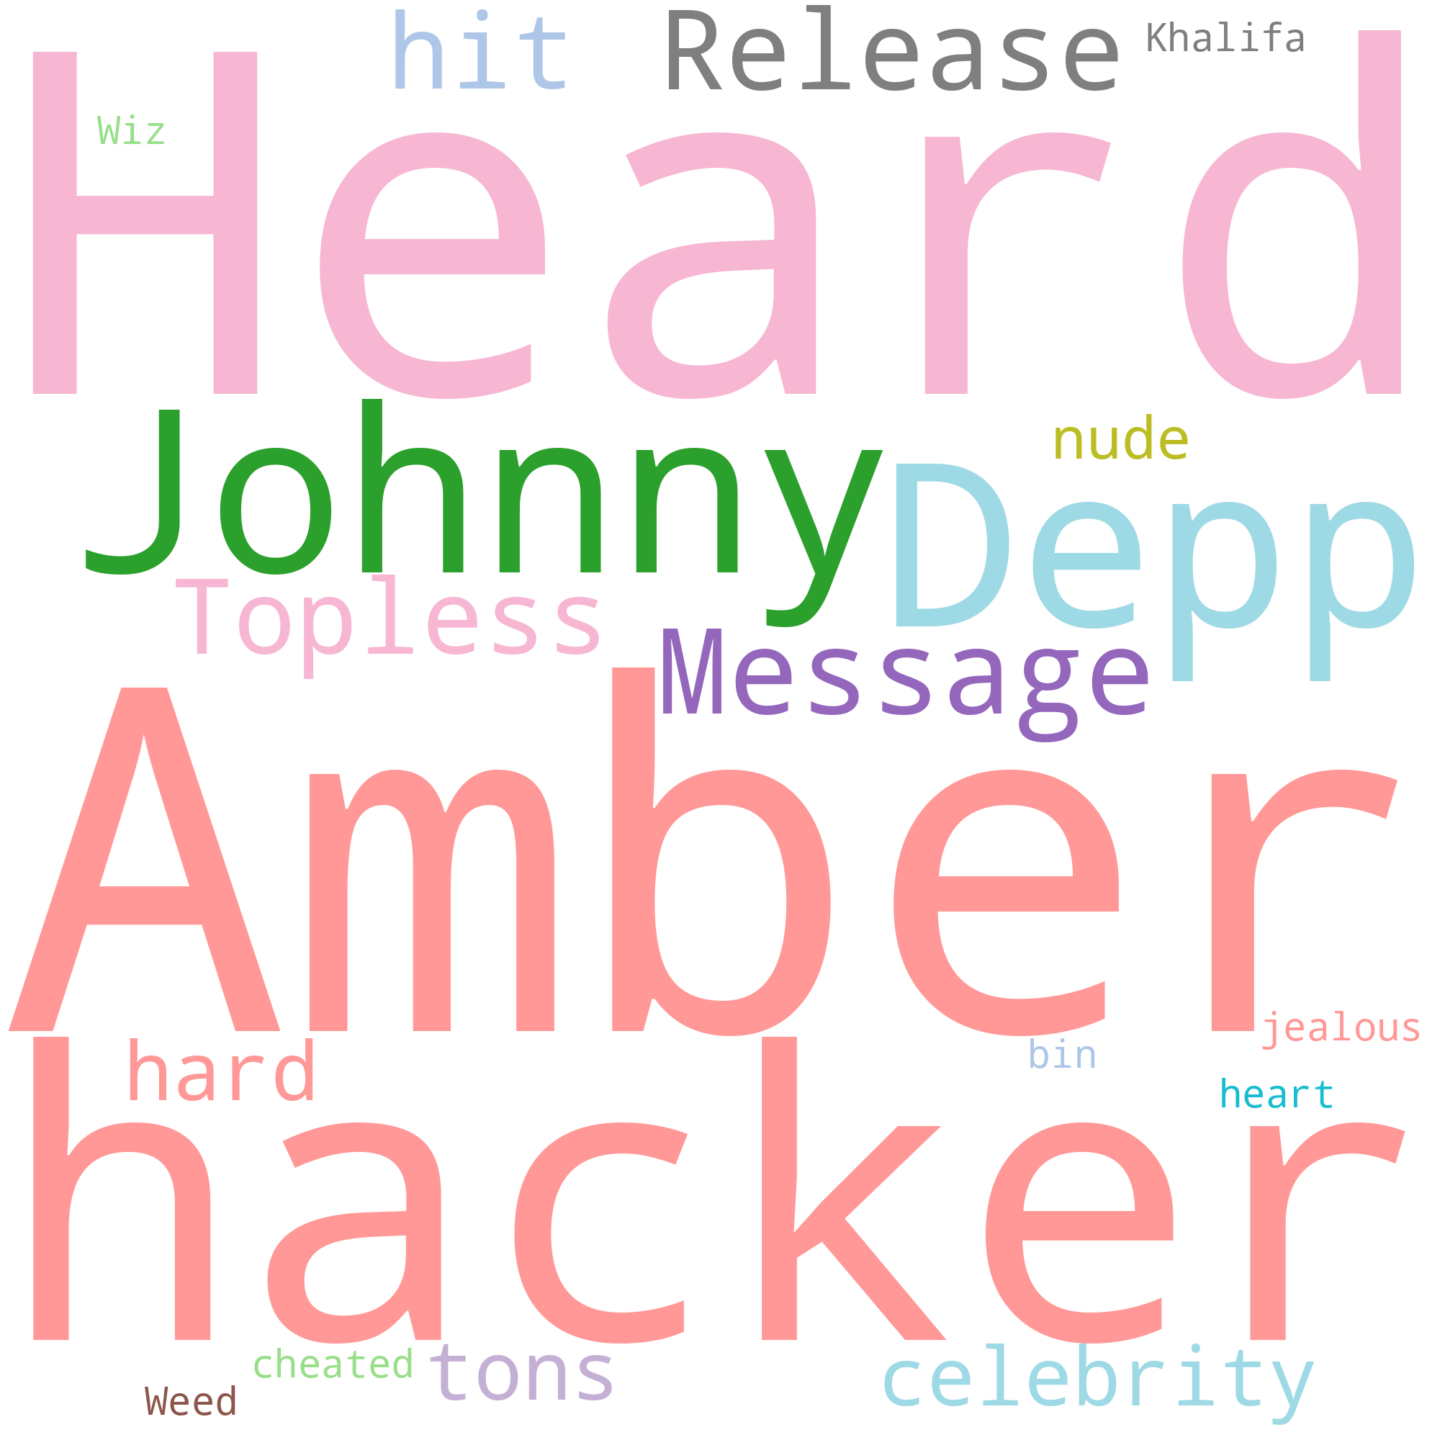 hit Release Khalifa
Wiz
Heard
Johnny
nude
Depp
Topless
Message
Amber
jealous
hard
bin
heart
hacker
cheated
tons
celebrity
Weed